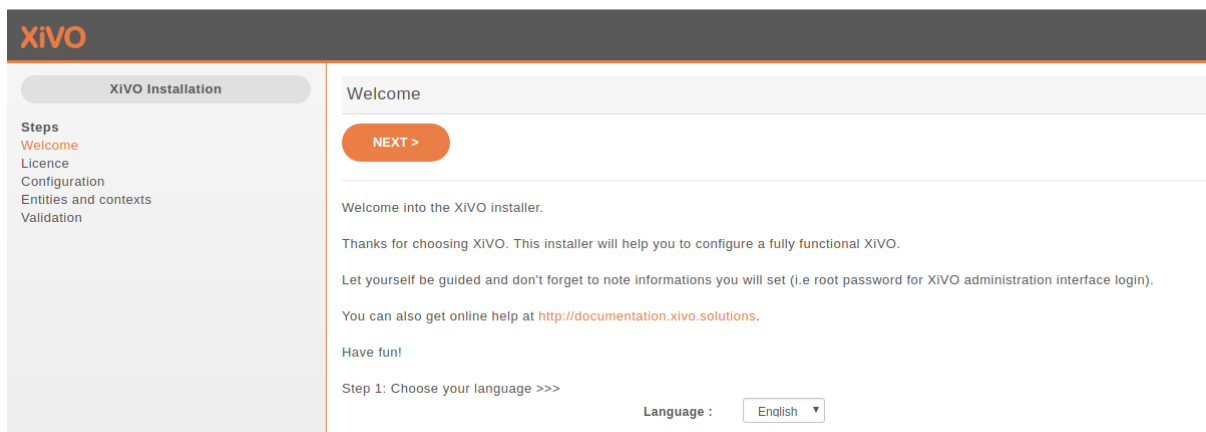 XiVO
XiVO Installation
Steps
Welcome
Licence
Configuration
Entities and contexts
Validation
Welcome
NEXT >
Welcome into the XiVO installer.
Thanks for choosing XiVO. This installer will help you to configure a fully functional XiVO.
Let yourself be guided and don't forget to note informations you will set (i.e root password for XiVO administration interface login).
You can also get online help at http://documentation.xivo.solutions.
Have fun!
Step 1: Choose your language >>>
Language : English